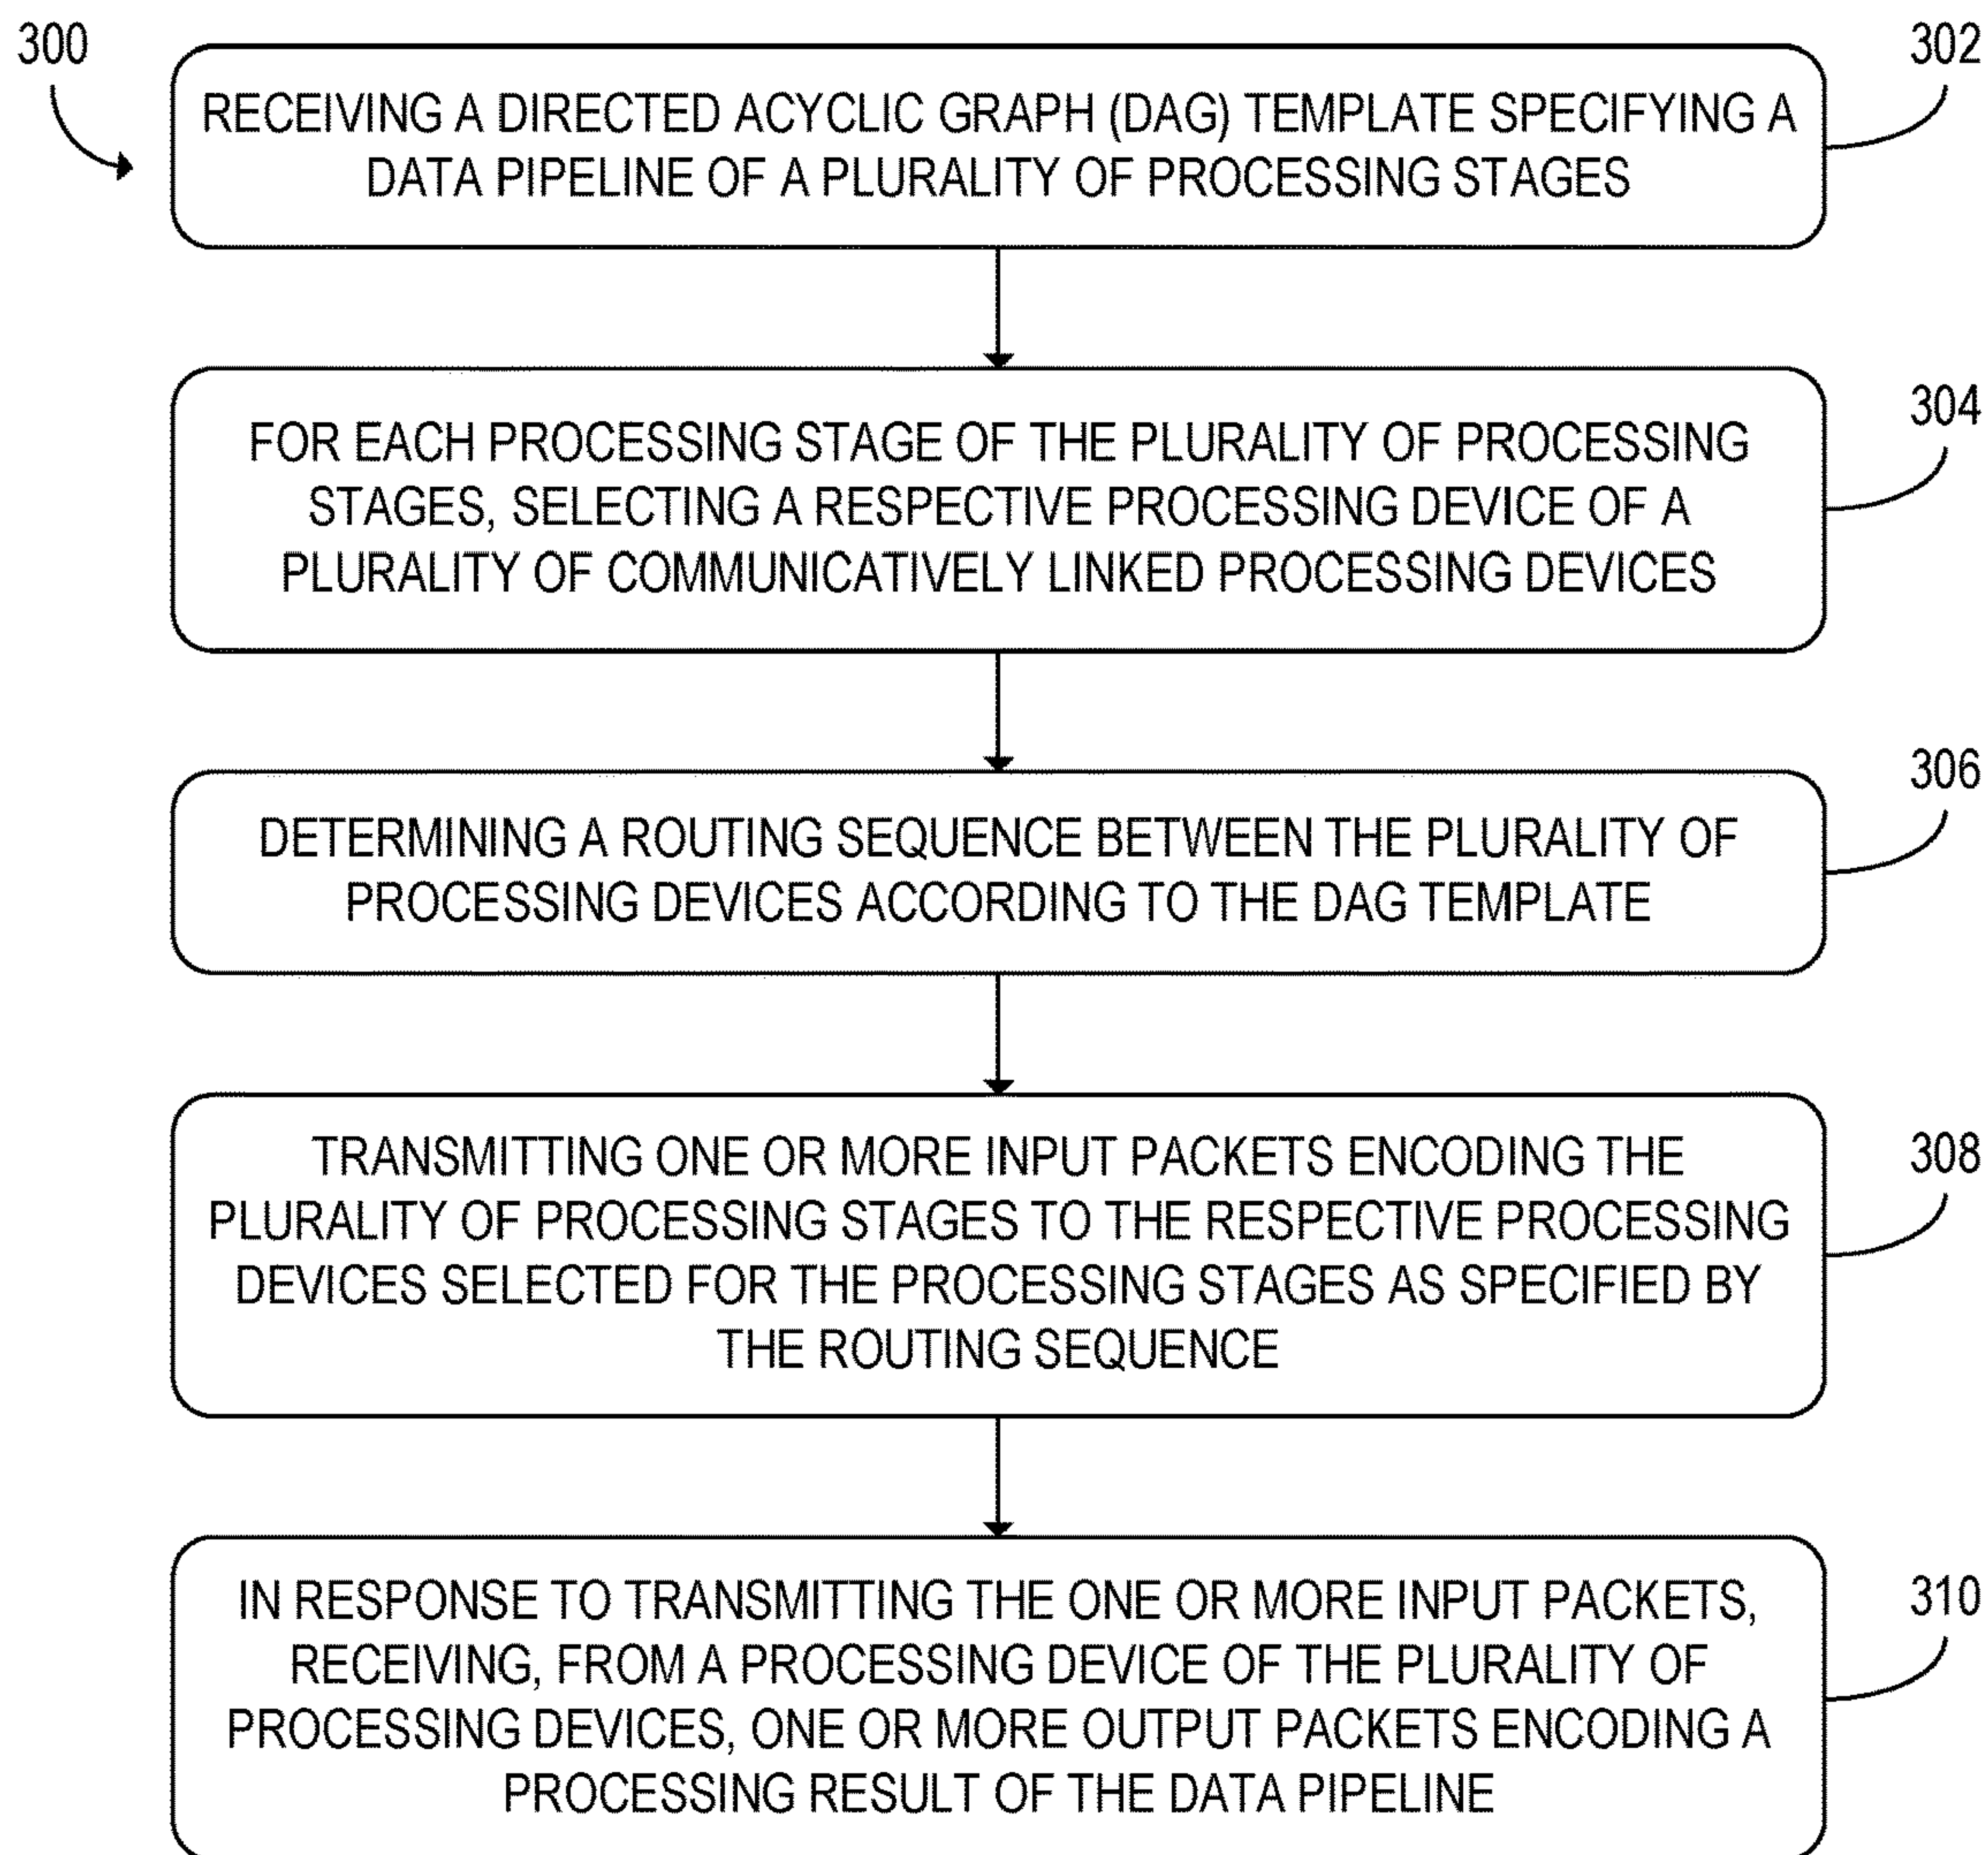 300
302
RECEIVING A DIRECTED ACYCLIC GRAPH (DAG) TEMPLATE SPECIFYING A
DATA PIPELINE OF A PLURALITY OF PROCESSING STAGES
304
FOR EACH PROCESSING STAGE OF THE PLURALITY OF PROCESSING
STAGES, SELECTING A RESPECTIVE PROCESSING DEVICE OF A
PLURALITY OF COMMUNICATIVELY LINKED PROCESSING DEVICES
306
DETERMINING A ROUTING SEQUENCE BETWEEN THE PLURALITY OF
PROCESSING DEVICES ACCORDING TO THE DAG TEMPLATE
308
TRANSMITTING ONE OR MORE INPUT PACKETS ENCODING THE
PLURALITY OF PROCESSING STAGES TO THE RESPECTIVE PROCESSING
DEVICES SELECTED FOR THE PROCESSING STAGES AS SPECIFIED BY
THE ROUTING SEQUENCE
310
IN RESPONSE TO TRANSMITTING THE ONE OR MORE INPUT PACKETS,
RECEIVING, FROM A PROCESSING DEVICE OF THE PLURALITY OF
PROCESSING DEVICES, ONE OR MORE OUTPUT PACKETS ENCODING A
PROCESSING RESULT OF THE DATA PIPELINE